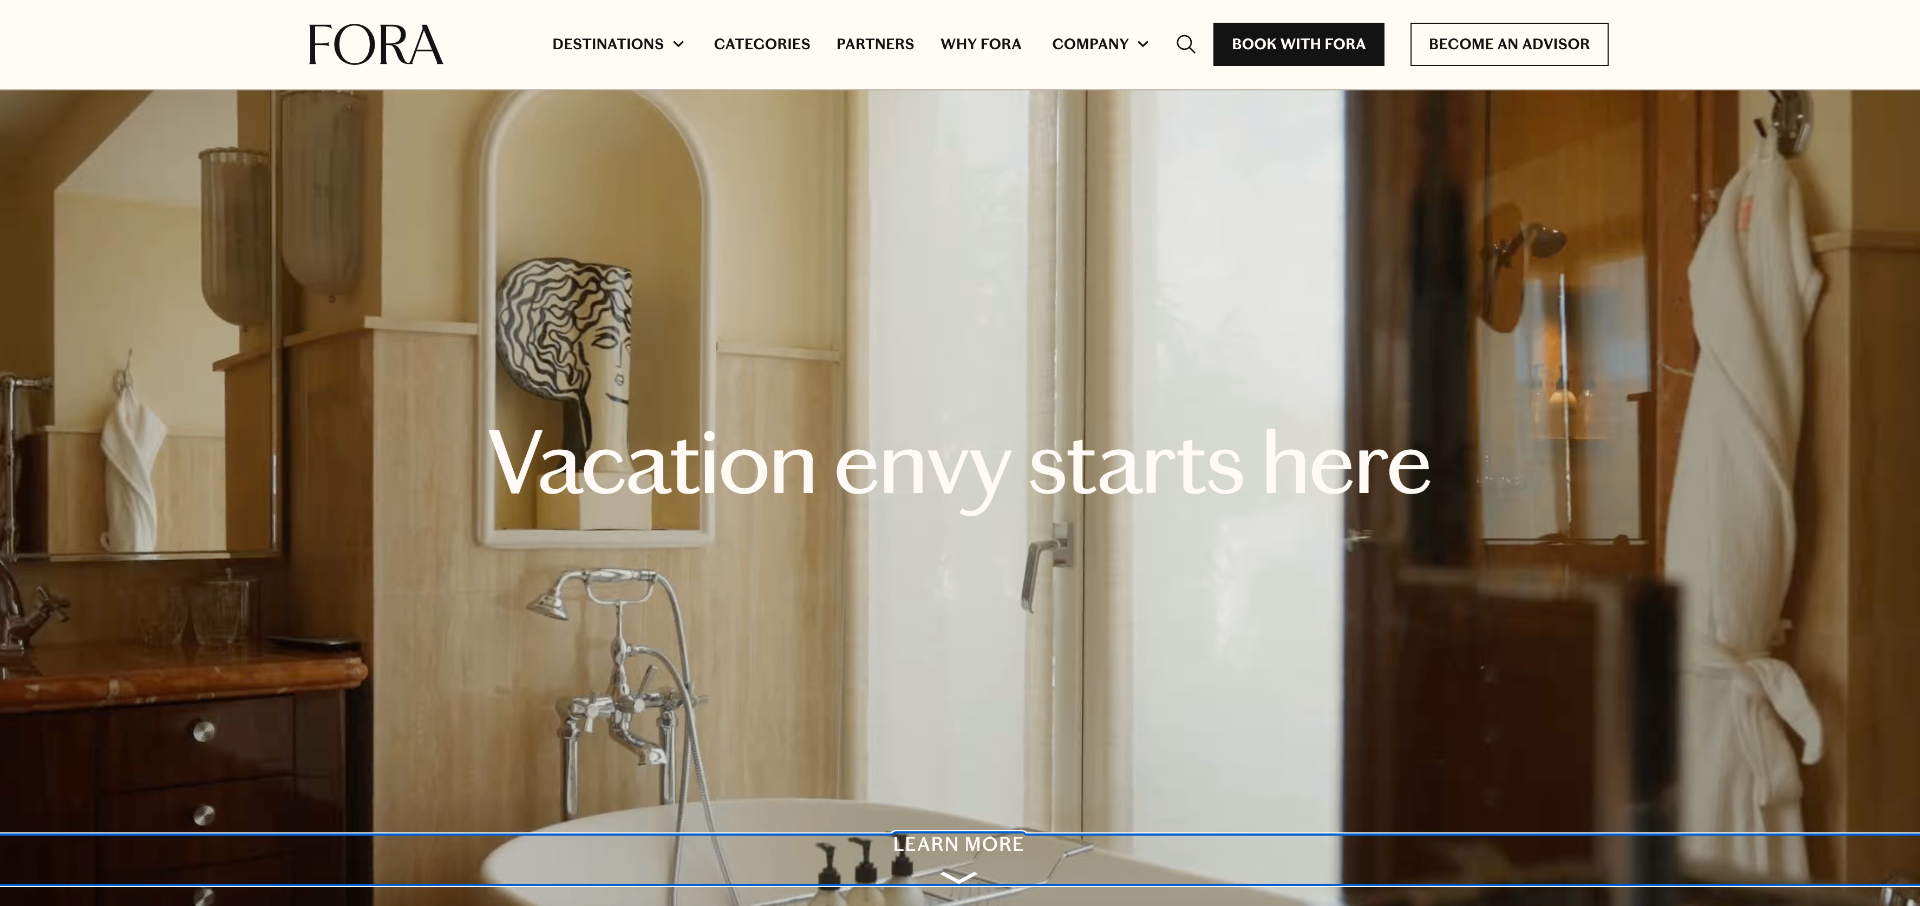 FORA
DESTINATIONS
CATEGORIES
PARTNERS
WHY FORA
COMPANY
BOOK WITH FORA
BECOME AN ADVISOR
Vacation envy starts here
LEARN MORE